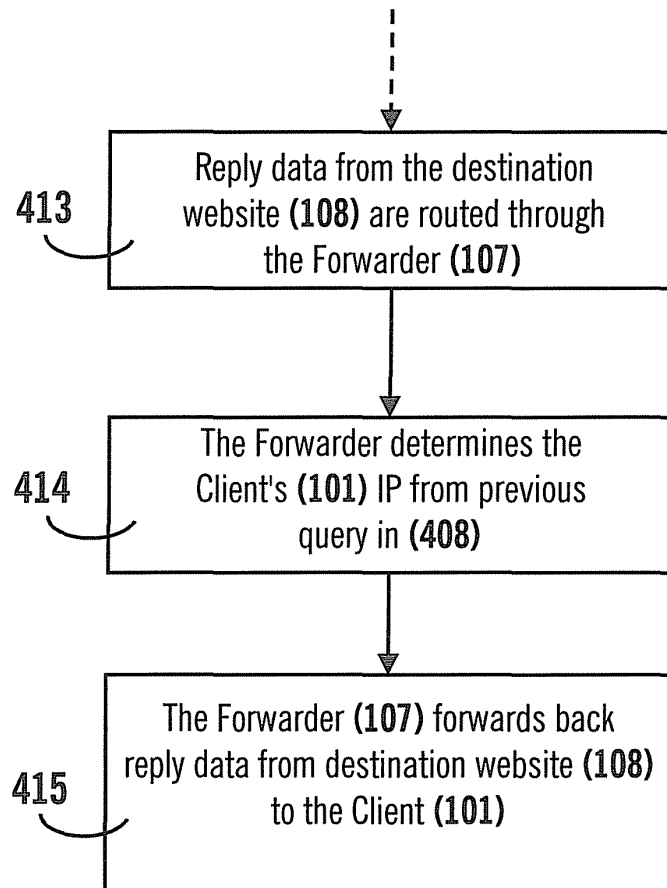 413
Reply data from the destination
website (108) are routed through
the Forwarder (107)
414
The Forwarder determines the
Client's (101) IP from previous
query in (408)
415
The Forwarder (107) forwards back
reply data from destination website (108)
to the Client (101)